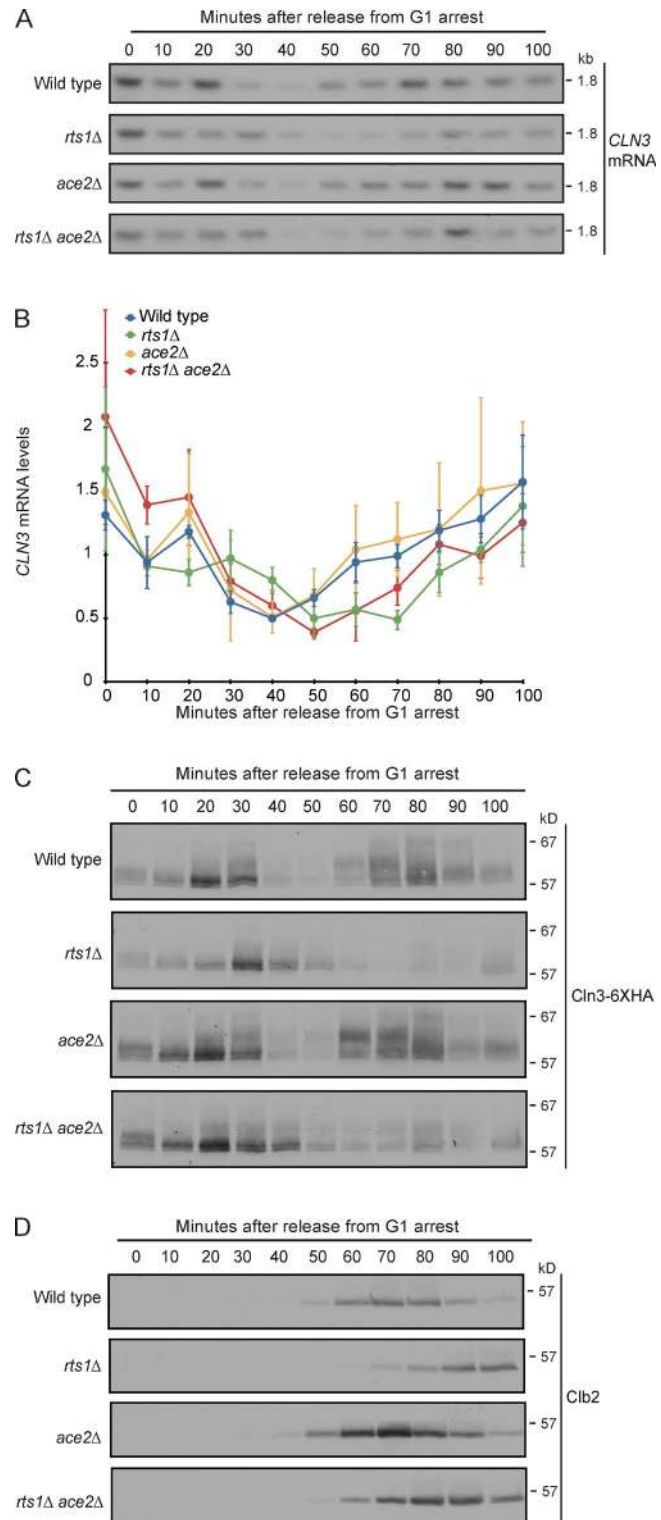 A
Minutes after release from G1 arrest
0 10 20 30 40 50 60 70 80 90 100
kb
Wild type
- 1.8
rts1Δ
- 1.8
CLN3
mRNA
ace2Δ
- 1.8
rts1Δ ace2Δ
- 1.8
B
Wild type
rts1Δ
ace2Δ
rts1Δ ace2Δ
CLN3 mRNA levels
2.5
2
1.5
1
0.5
0
0 10 20 30 40 50 60 70 80 90 100
Minutes after release from G1 arrest
C
Minutes after release from G1 arrest
0 10 20 30 40 50 60 70 80 90 100
kD
Wild type
- 67
- 57
rts1Δ
- 67
- 57
Cln3-6XHA
ace2Δ
- 67
- 57
rts1Δ ace2Δ
- 67
- 57
D
Minutes after release from G1 arrest
0 10 20 30 40 50 60 70 80 90 100
kD
Wild type
- 57
rts1Δ
- 57
Clb2
ace2Δ
- 57
rts1Δ ace2Δ
- 57